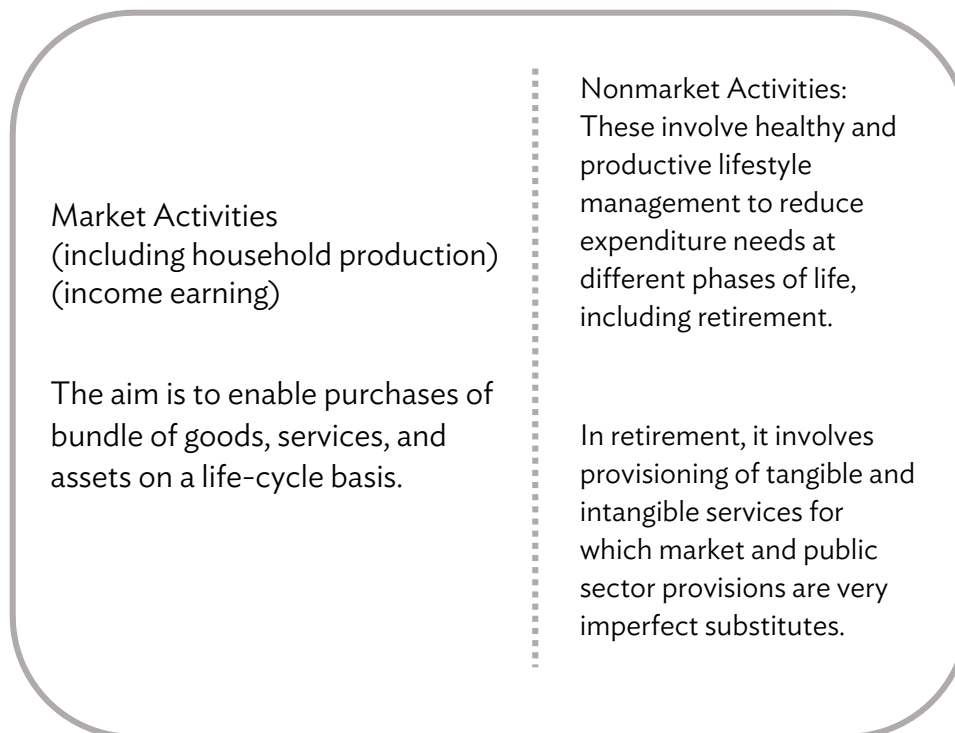 Market Activities
(including household production)
(income earning)
The aim is to enable purchases of
bundle of goods, services, and
assets on a life-cycle basis.
Nonmarket Activities:
These involve healthy and
productive lifestyle
management to reduce
expenditure needs at
different phases of life,
including retirement.
In retirement, it involves
provisioning of tangible and
intangible services for
which market and public
sector provisions are very
imperfect substitutes.